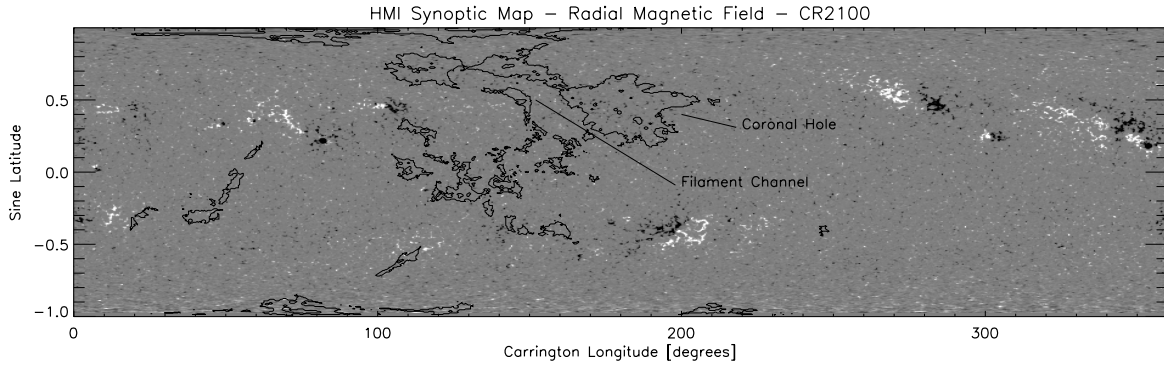 HMI Synoptic Map − Radial Magnetic Field − CR2100
0.5
Coronal Hole
0.0
Filament Channel
−0.5
−1.0
Sine Latitude
0
100
200
300
Carrington Longitude [degrees]